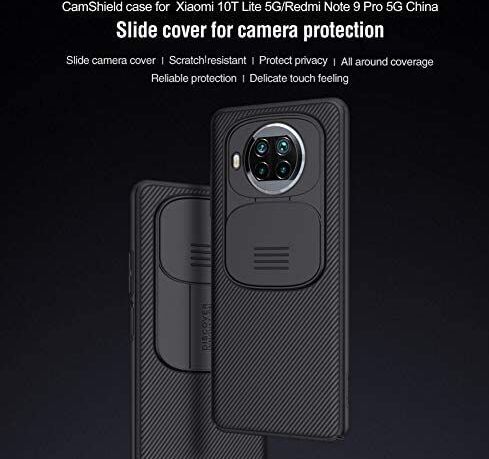 CamShield case for Xiaomi 10T Lite 5G/Redmi Note 9 Pro 5G China
Slide cover for camera protection
Slide camera cover | Scratch resistant | Protect privacy | All around coverage
Reliable protection | Delicate touch feeling
DISCOVER